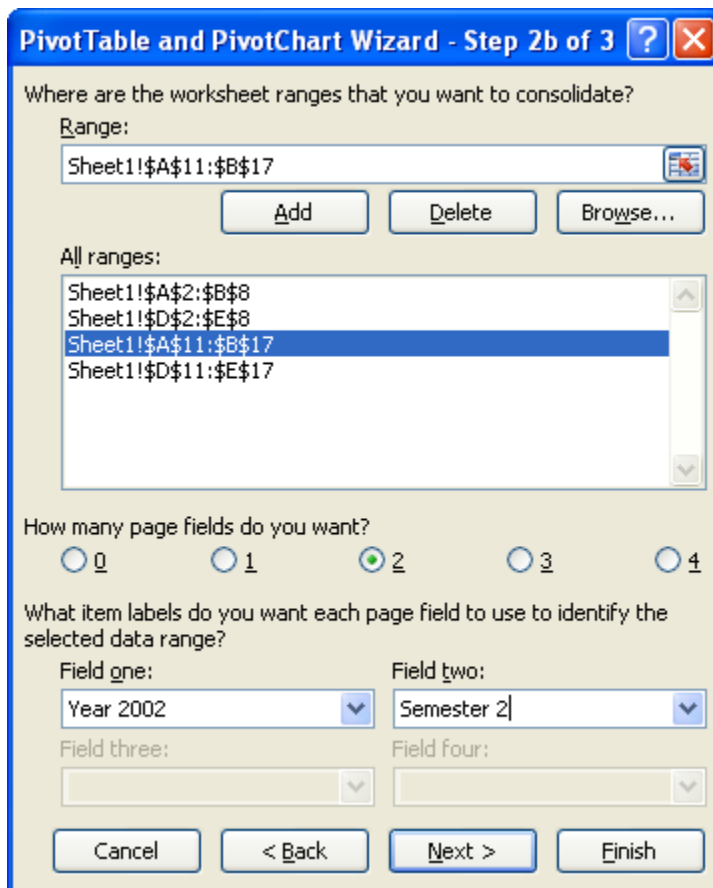 PivotTable and PivotChart Wizard - Step 2b of 3
Where are the worksheet ranges that you want to consolidate?
Range:
Sheet1!$A$11:$B$17
Add Delete Browse...
All ranges:
Sheet1!$A$2:$B$8
Sheet1!$D$2:$E$8
Sheet1!$A$11:$B$17
Sheet1!$D$11:$E$17
How many page fields do you want?
0 1 2 3 4
What item labels do you want each page field to use to identify the
selected data range?
Field one: Field two:
Year 2002 Semester 2
Field three: Field four:
Cancel < Back Next > Finish